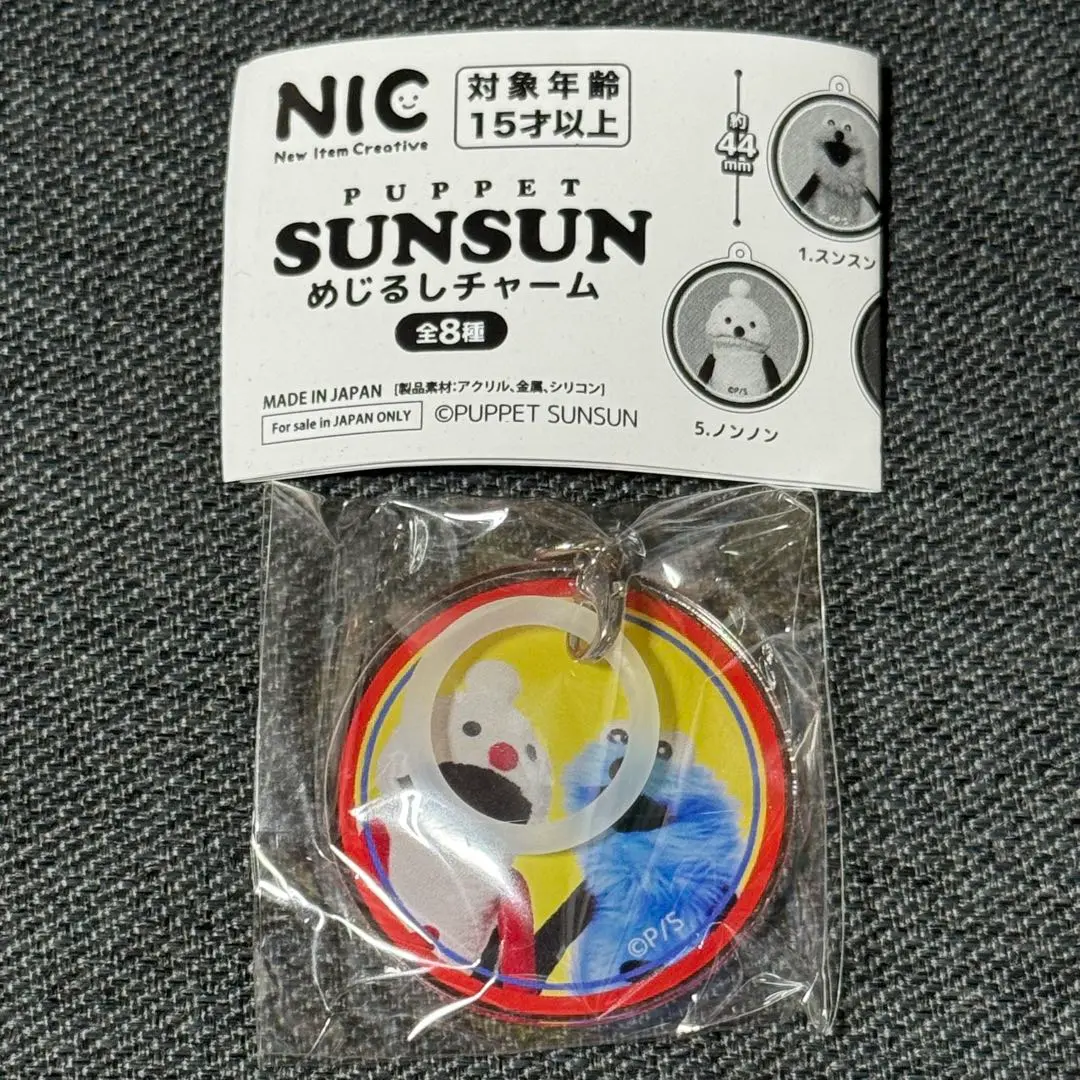 NIC
New Item Creative
対象年齢
15才以上
PUPPET
SUNSUN
めじるしチャーム
全8種
MADE IN JAPAN [製品素材:アクリル、金属、シリコン]
For sale in JAPAN ONLY
©PUPPET SUNSUN
約
44
mm
©P/S
1.スンスン
©P/S
5.ノンノン
©P/S